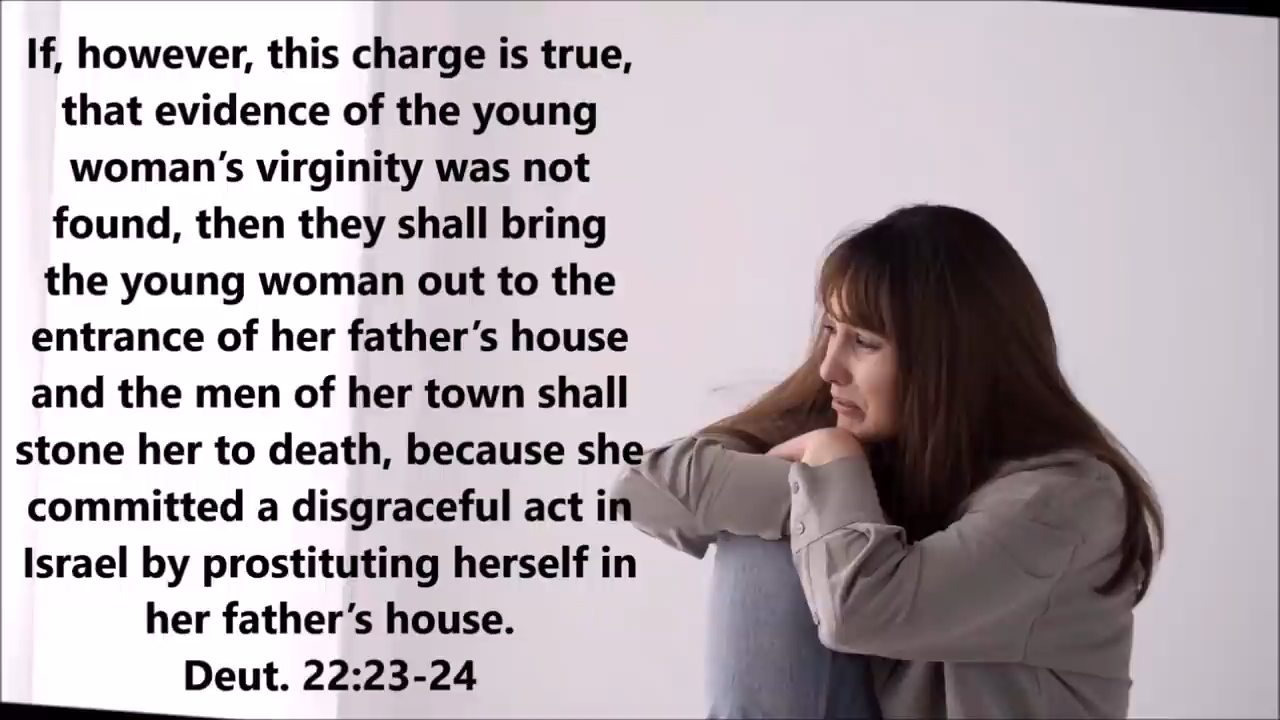 If, however, this charge is true,
that evidence of the young
woman’s virginity was not
found, then they shall bring
the young woman out to the
entrance of her father’s house
and the men of her town shall
stone her to death, because she
committed a disgraceful act in
Israel by prostituting herself in
her father’s house.
Deut. 22:23-24